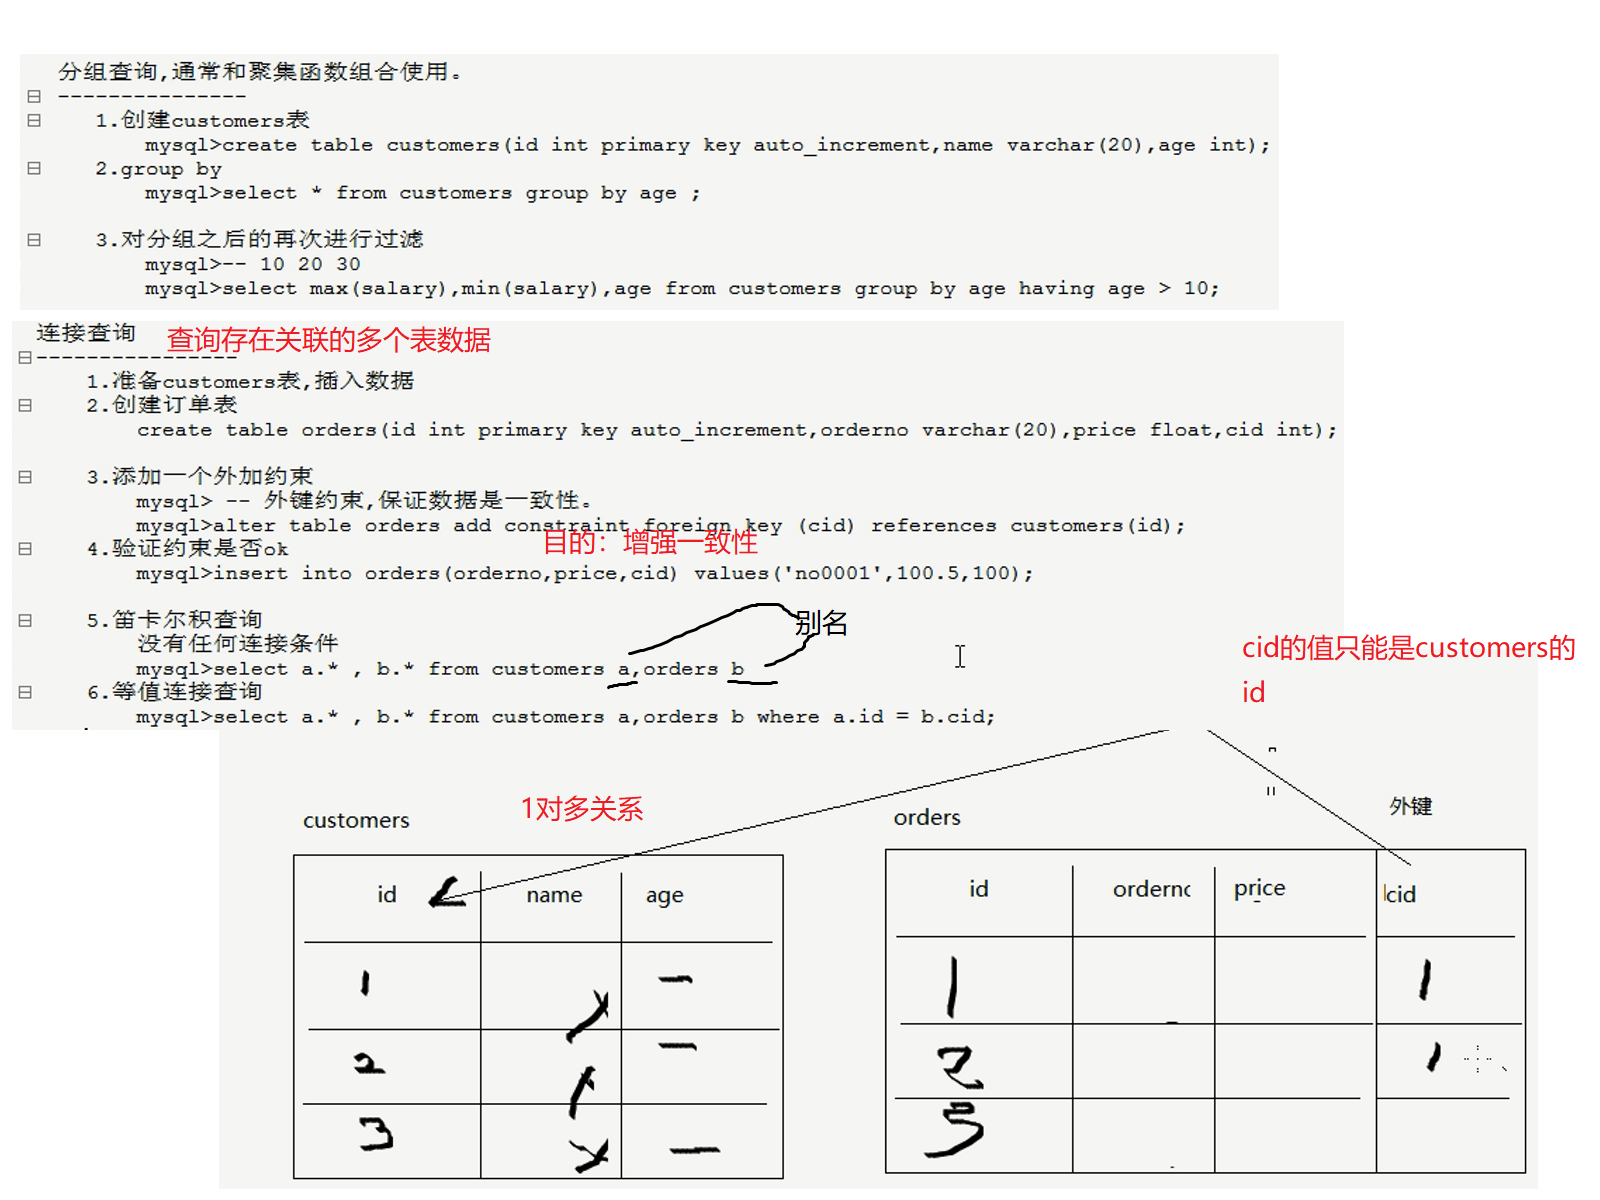 分组查询,通常和聚集函数组合使用。
---------------
1.创建customers表
mysql>create table customers(id int primary key auto_increment,name varchar(20),age int);
2.group by
mysql>select * from customers group by age ;
3.对分组之后的再次进行过滤
mysql>-- 10 20 30
mysql>select max(salary),min(salary),age from customers group by age having age > 10;
连接查询 查询存在关联的多个表数据
----------------
1.准备customers表,插入数据
2.创建订单表
create table orders(id int primary key auto_increment,orderno varchar(20),price float,cid int);
3.添加一个外加约束
mysql> -- 外键约束,保证数据是一致性。
mysql>alter table orders add constraint foreign key (cid) references customers(id);
目的：增强一致性
4.验证约束是否ok
mysql>insert into orders(orderno,price,cid) values('no0001',100.5,100);
5.笛卡尔积查询
别名
没有任何连接条件
mysql>select a.* , b.* from customers a,orders b
6.等值连接查询
mysql>select a.* , b.* from customers a,orders b where a.id = b.cid;
cid的值只能是customers的
id
1对多关系
customers
id name age
1
2
3
orders
外键
id orderno price cid
1 1
2 1
3